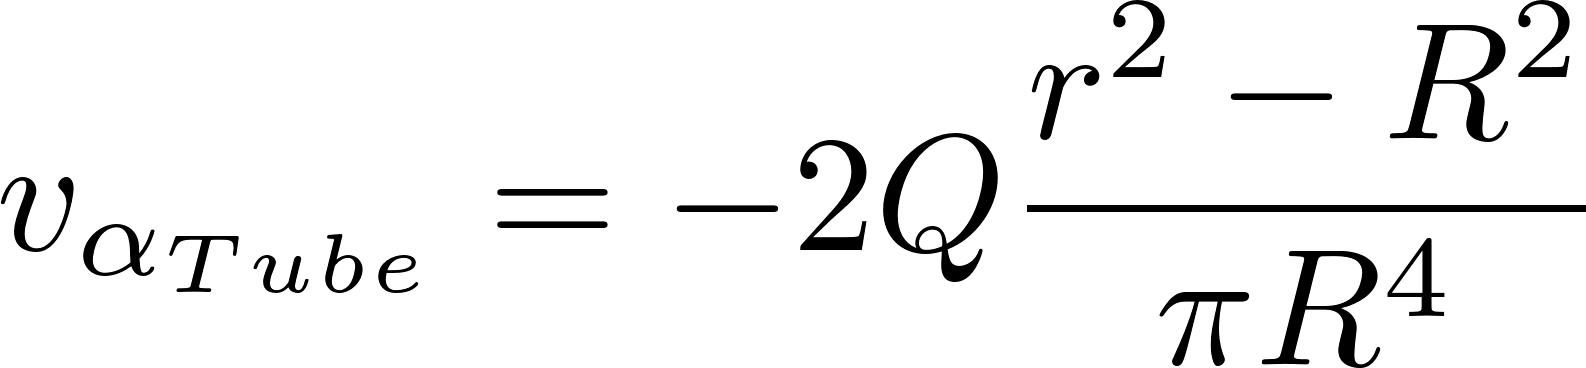 v_{\alpha_{Tube}} = -2Q \frac{r^2 - R^2}{\pi R^4}